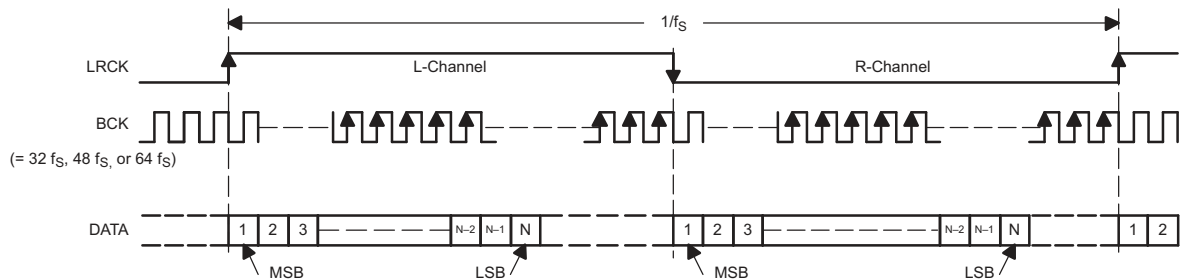 1/fS
LRCK
L-Channel
R-Channel
BCK
(= 32 fS, 48 fS, or 64 fS)
DATA
1 2 3 N–2 N–1 N 1 2 3 N–2 N–1 N 1 2
MSB LSB MSB LSB